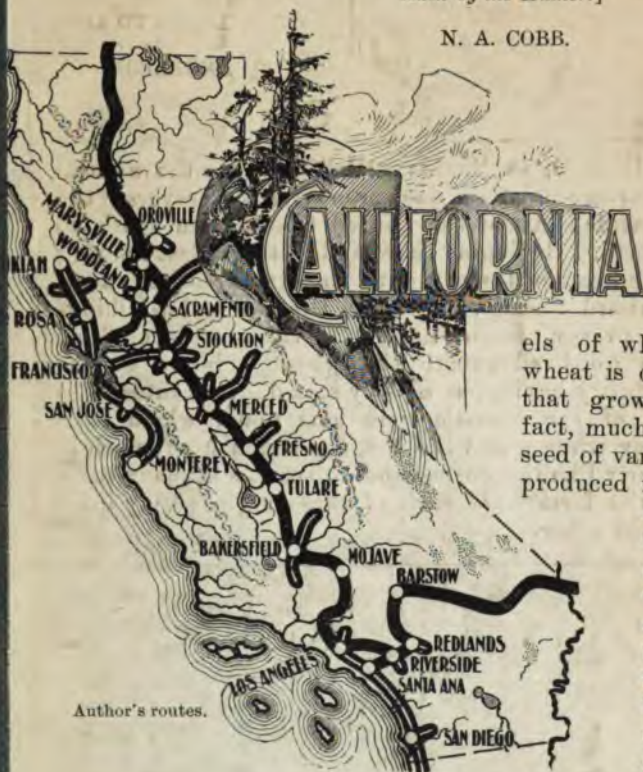 N. A. COBB.
CALIFORNIA
OROVILLE
MARYSVILLE
WOODLAND
KIAH
SACRAMENTO
ROSA
STOCKTON
FRANCISCO
MERCED
SAN JOSE
FRESNO
MONTEREY
TULARE
BAKERSFIELD
MOJAVE
BARSTOW
REDLANDS
RIVERSIDE
LOS ANGELES
SANTA ANA
SAN DIEGO
Author's routes.
els of wh
wheat is
that grow
fact, much
seed of var
produced